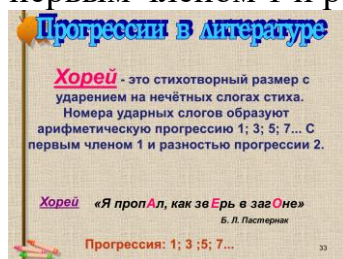 первым членом 1 и р
Прогрессии в литературе
Хорей - это стихотворный размер с
ударением на нечётных слогах стиха.
Номера ударных слогов образуют
арифметическую прогрессию 1; 3; 5; 7... С
первым членом 1 и разностью прогрессии 2.
Хорей «Я пропАл, как звЕрь в загОне»
Б. Л. Пастернак
Прогрессия: 1; 3 ;5; 7...
33